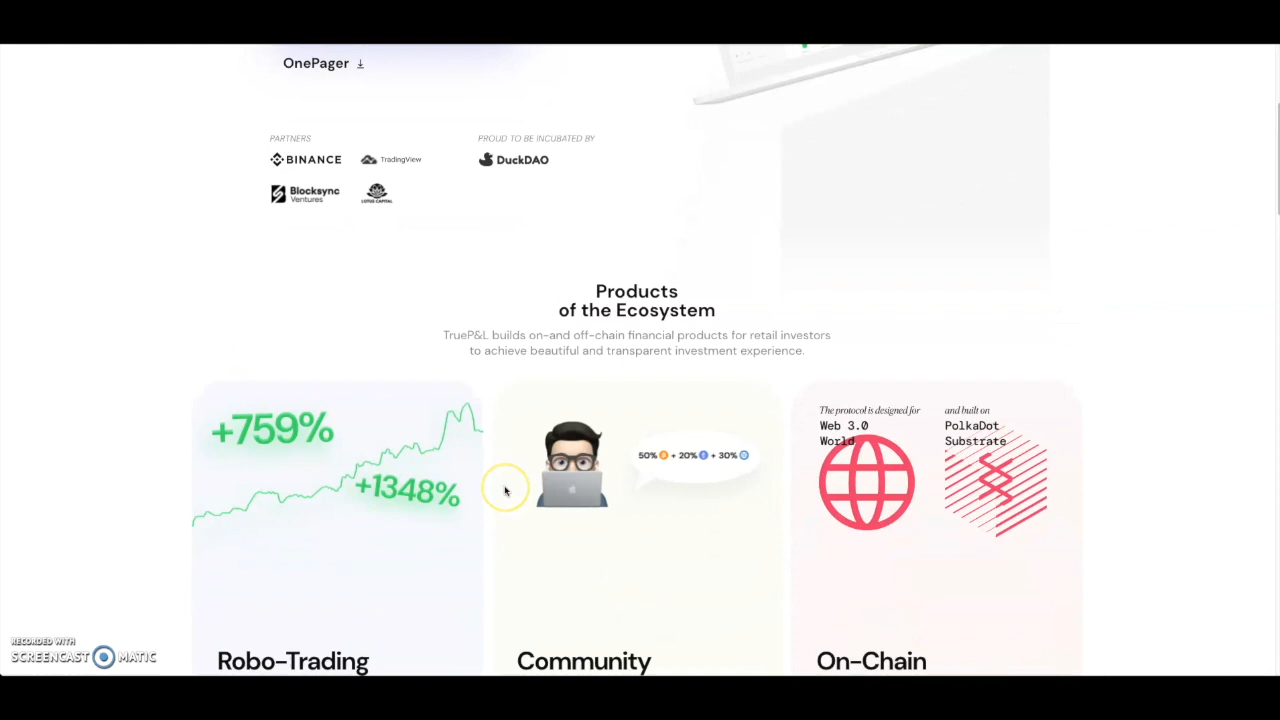 OnePager
PARTNERS
BINANCE
TradingView
Blocksync
Ventures
LOTUS CAPITAL
PROUD TO BE INCUBATED BY
DuckDAO
Products
of the Ecosystem
TrueP&L builds on-and off-chain financial products for retail investors
to achieve beautiful and transparent investment experience.
+759%
+1348%
Robo-Trading
50% + 20% + 30%
Community
The protocol is designed for
Web 3.0
World
and built on
PolkaDot
Substrate
On-Chain
RECORDED WITH
SCREENCAST MATIC